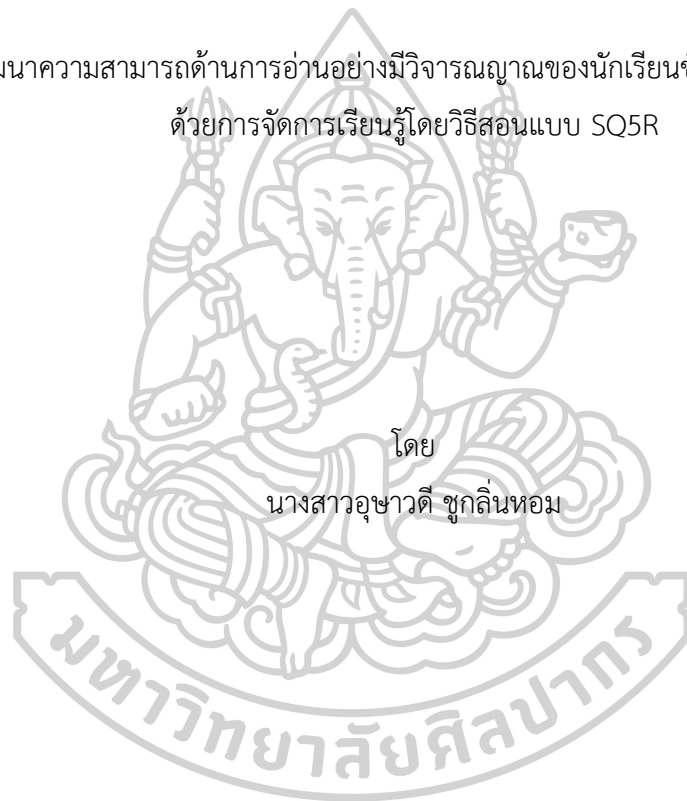 ความสามารถด้านการอ่านอย่างมีวิจารณญาณของนักเรียน
ด้วยการจัดการเรียนรู้โดยวิธีสอนแบบ SQ5R
โดย
นางสาวอุษาวดี ชูกลิ่นหอม
มหาวิทยาลัยศิลปากร